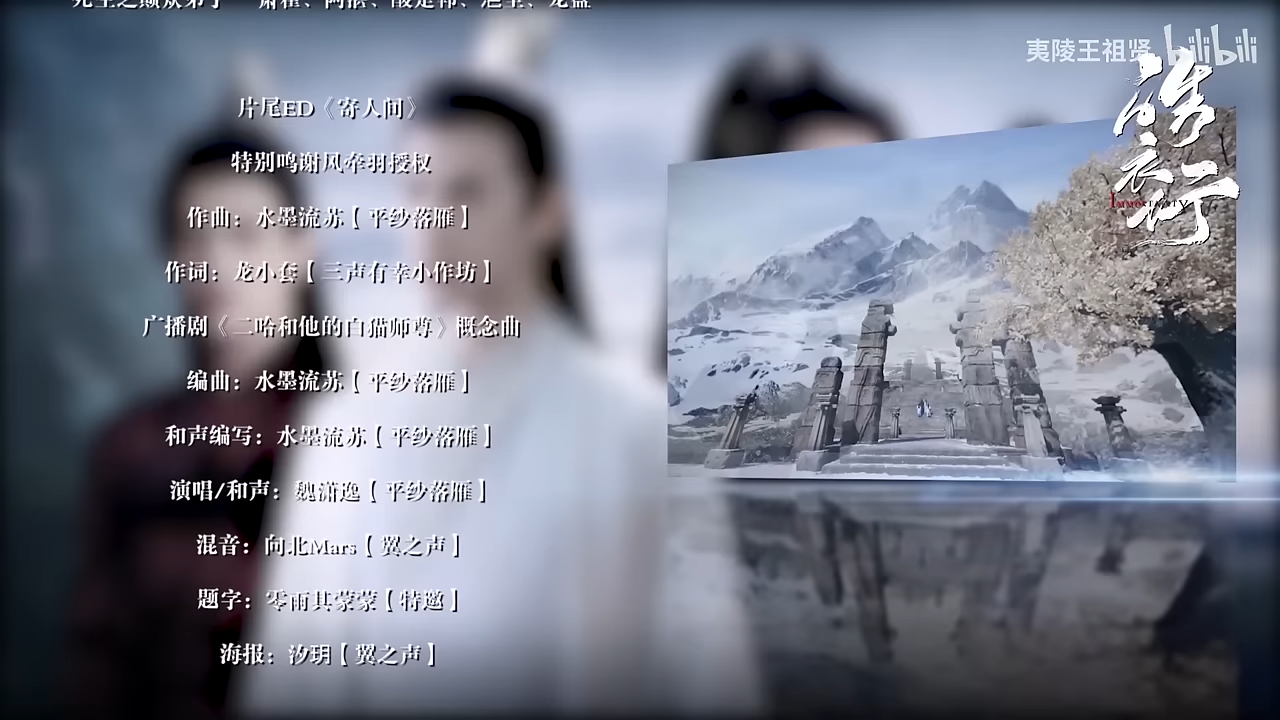 夷陵王祖贤 bilibili
皓衣行
IMMORTALITY
片尾ED《寄人间》
特别鸣谢风牵羽授权
作曲：水墨流苏【平纱落雁】
作词：龙小套【三声有幸小作坊】
广播剧《二哈和他的白猫师尊》概念曲
编曲：水墨流苏【平纱落雁】
和声编写：水墨流苏【平纱落雁】
演唱/和声：魏潇逸【平纱落雁】
混音：向北Mars【翼之声】
题字：零雨其蒙蒙【特邀】
海报：汐玥【翼之声】